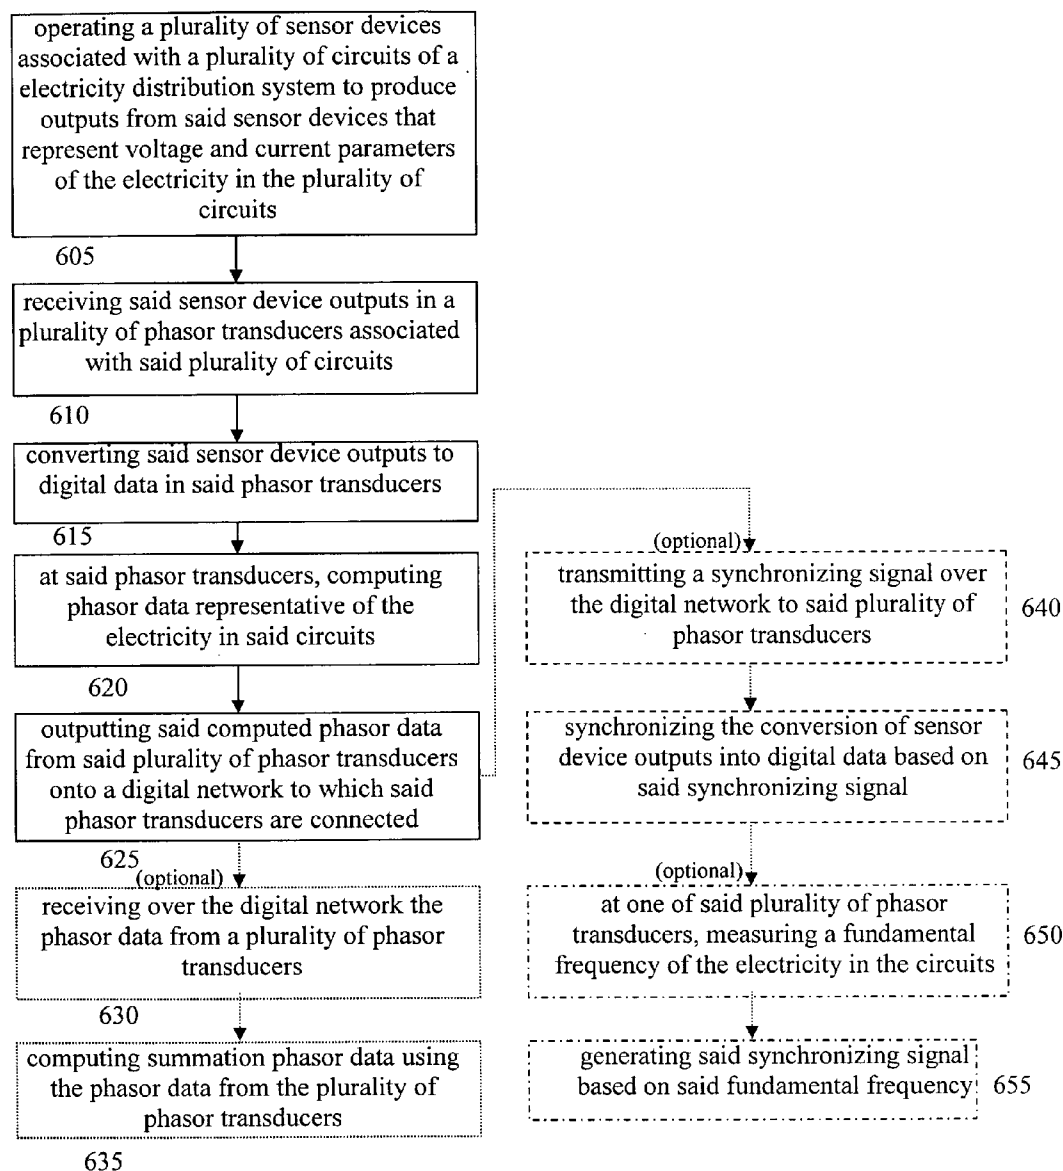 operating a plurality of sensor devices
associated with a plurality of circuits of a
electricity distribution system to produce
outputs from said sensor devices that
represent voltage and current parameters
of the electricity in the plurality of
circuits
605
receiving said sensor device outputs in a
plurality of phasor transducers associated
with said plurality of circuits
610
converting said sensor device outputs to
digital data in said phasor transducers
615
at said phasor transducers, computing
phasor data representative of the
electricity in said circuits
620
outputting said computed phasor data
from said plurality of phasor transducers
onto a digital network to which said
phasor transducers are connected
625
(optional)
receiving over the digital network the
phasor data from a plurality of phasor
transducers
630
computing summation phasor data using
the phasor data from the plurality of
phasor transducers
635
(optional)
transmitting a synchronizing signal over
the digital network to said plurality of
phasor transducers
640
synchronizing the conversion of sensor
device outputs into digital data based on
said synchronizing signal
645
(optional)
at one of said plurality of phasor
transducers, measuring a fundamental
frequency of the electricity in the circuits
650
generating said synchronizing signal
based on said fundamental frequency
655